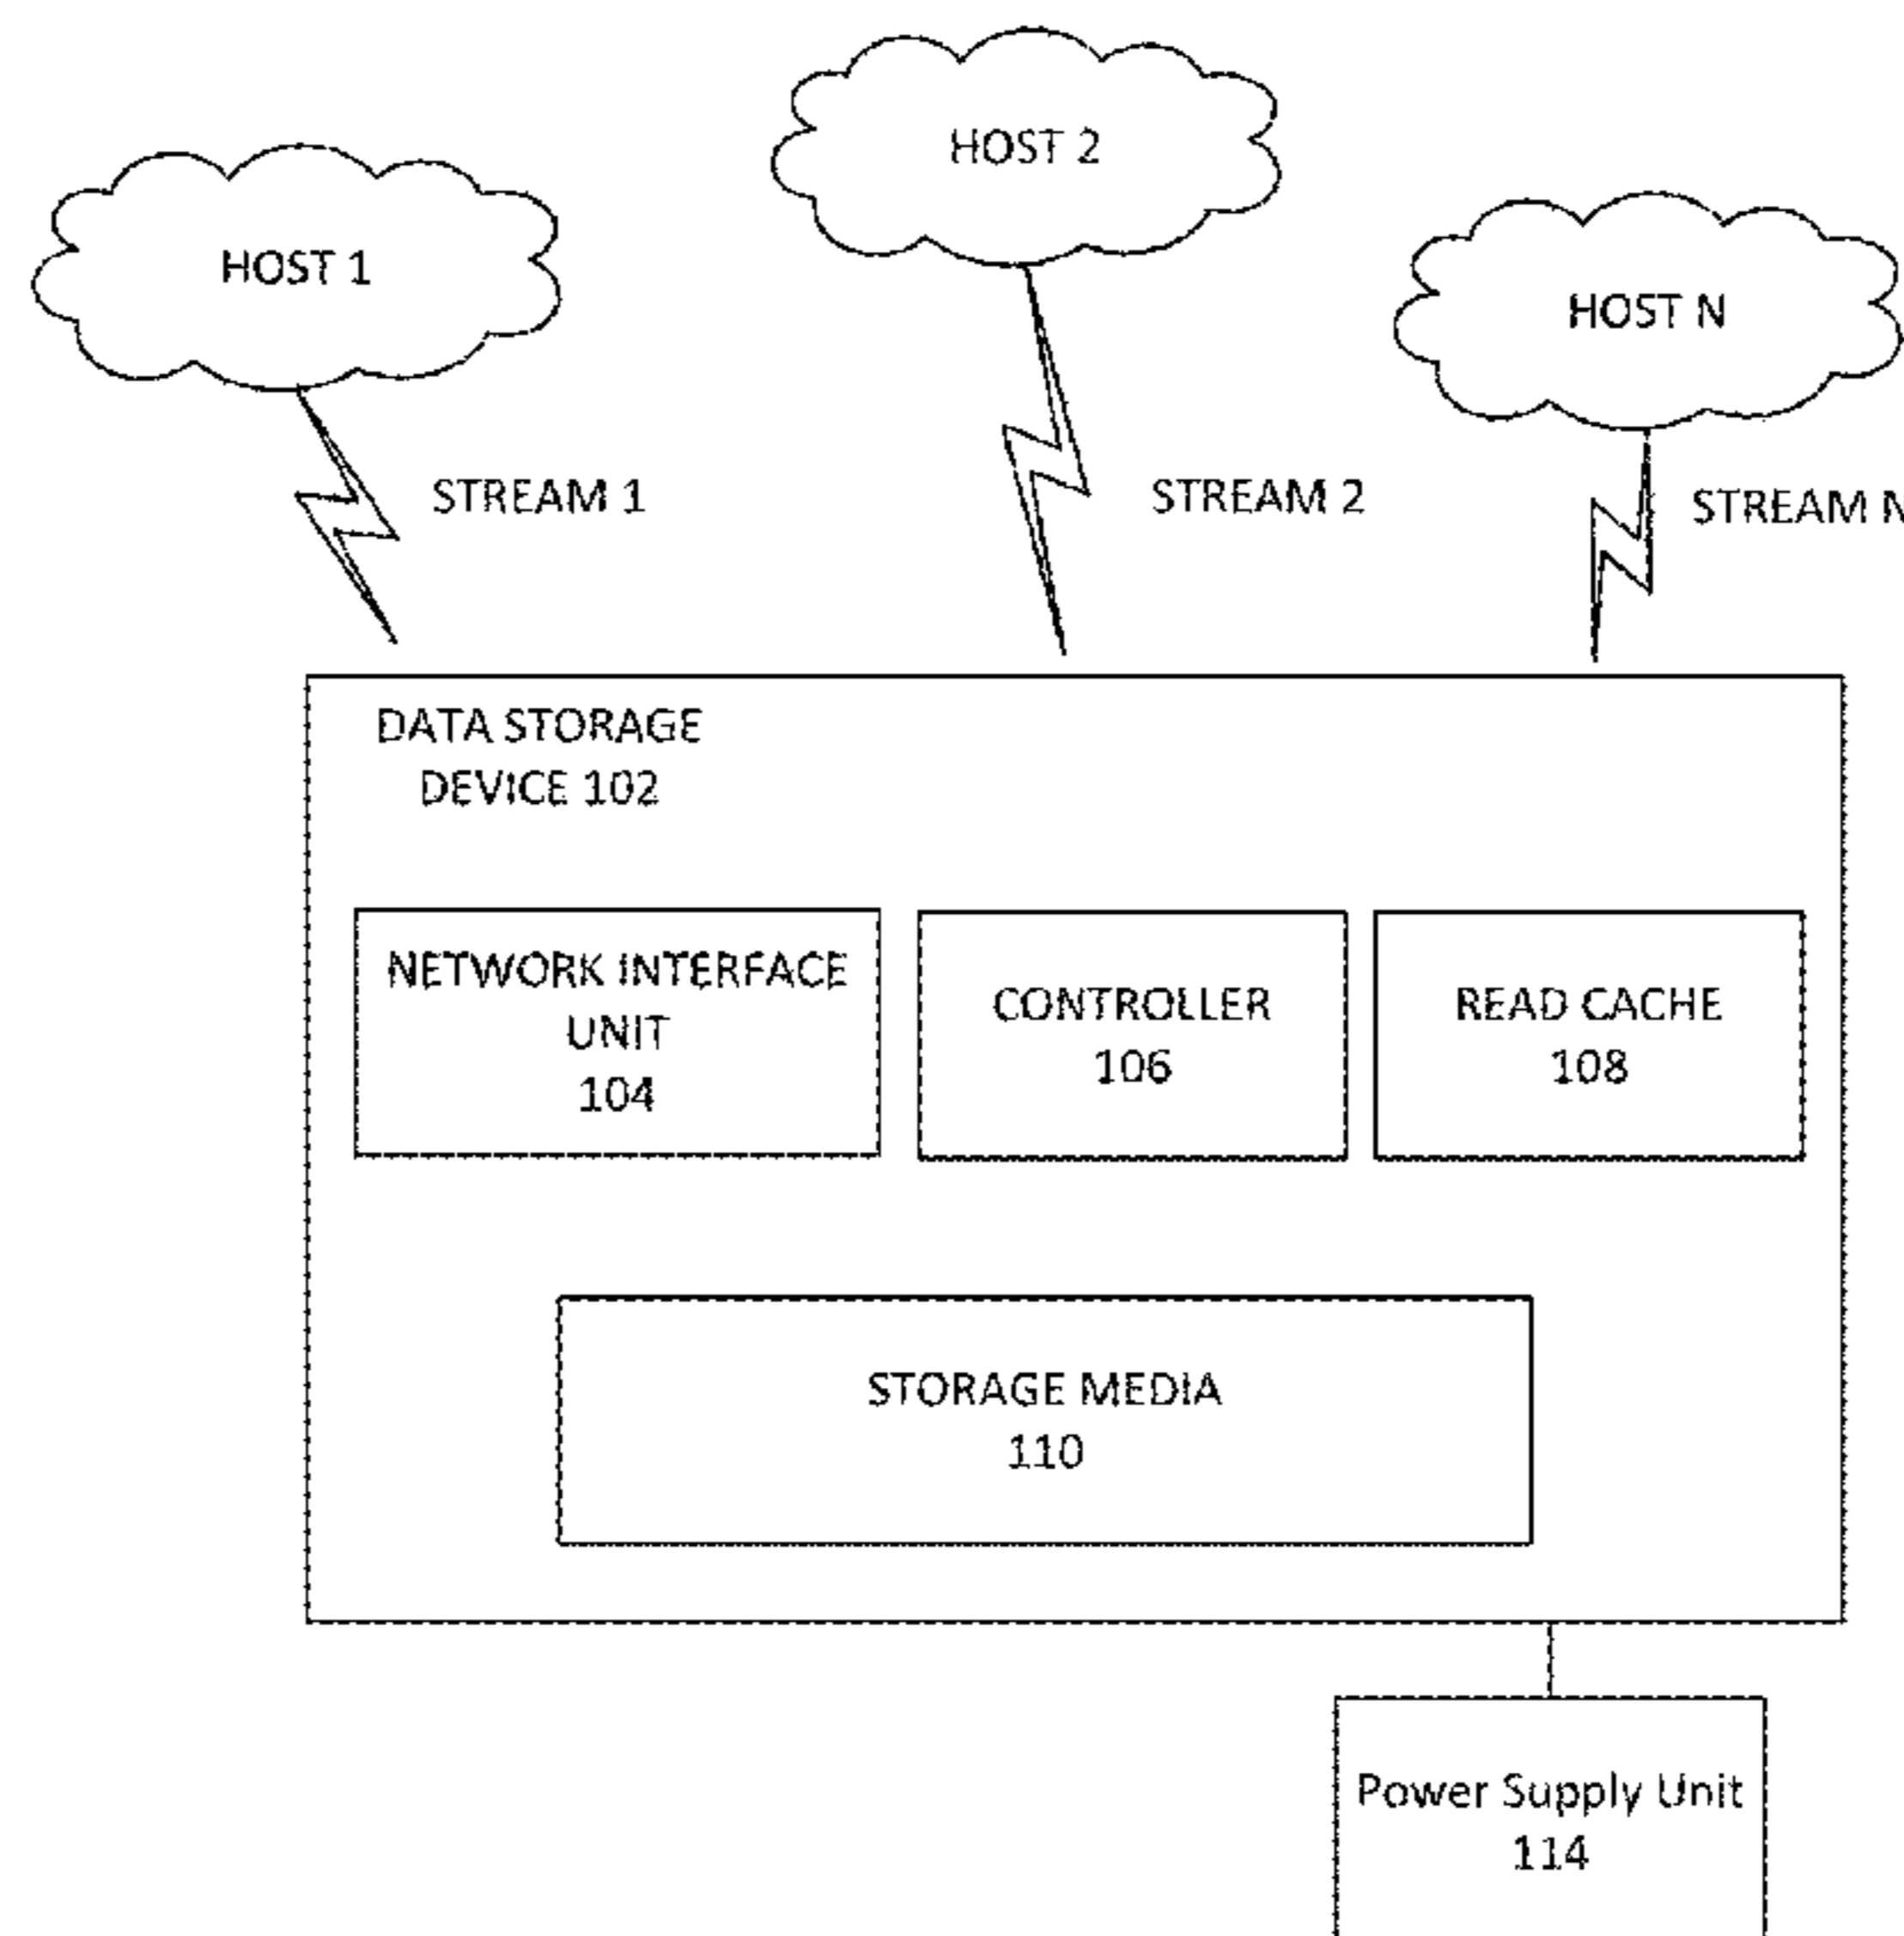 HOST 1
HOST 2
HOST N
STREAM 1
STREAM 2
STREAM N
DATA STORAGE
DEVICE 102
NETWORK INTERFACE
UNIT
104
CONTROLLER
106
READ CACHE
108
STORAGE MEDIA
110
Power Supply Unit
114